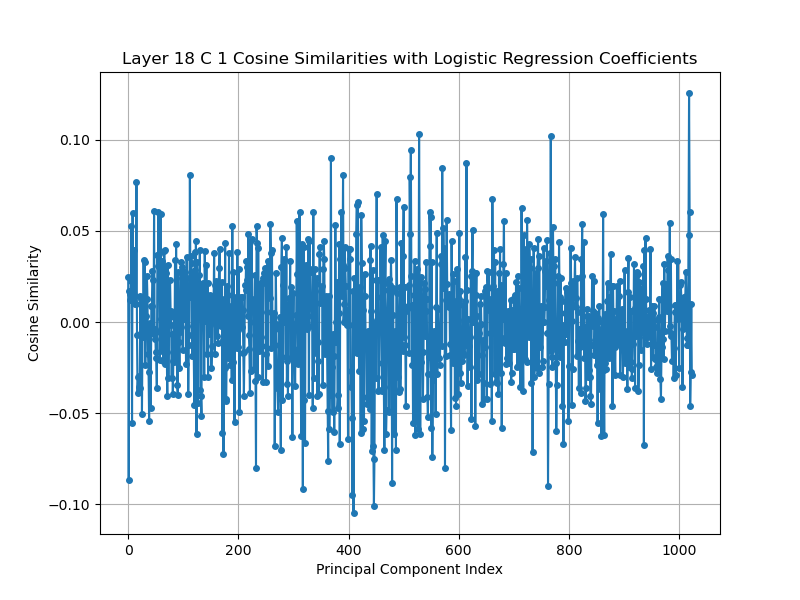 Layer 18 C 1 Cosine Similarities with Logistic Regression Coefficients
0.10
0.05
0.00
−0.05
−0.10
Cosine Similarity
0 200 400 600 800 1000
Principal Component Index